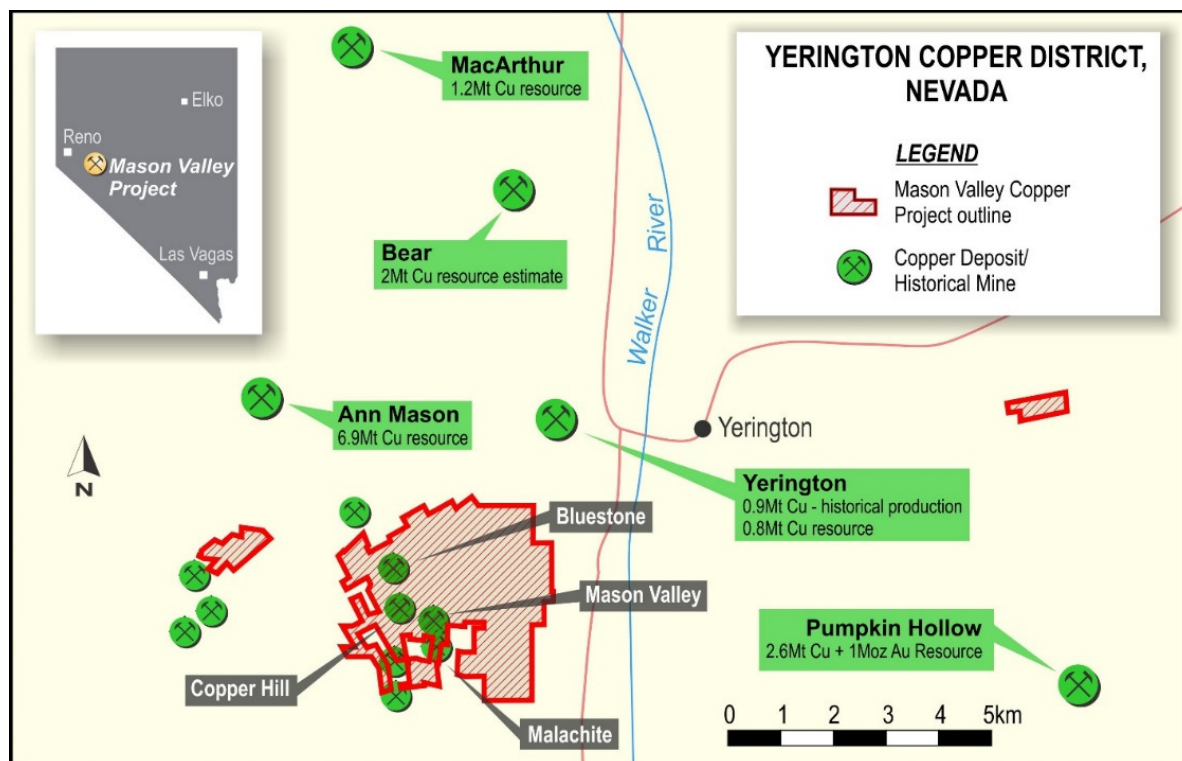 Elko
Reno
Mason Valley
Project
Las Vagas
MacArthur
1.2Mt Cu resource
YERINGTON COPPER DISTRICT,
NEVADA
LEGEND
Mason Valley Copper
Project outline
Copper Deposit/
Historical Mine
Bear
2Mt Cu resource estimate
Walker River
Ann Mason
6.9Mt Cu resource
Yerington
N
Yerington
0.9Mt Cu - historical production
0.8Mt Cu resource
Bluestone
Mason Valley
Pumpkin Hollow
2.6Mt Cu + 1Moz Au Resource
Copper Hill
Malachite
0 1 2 3 4 5km